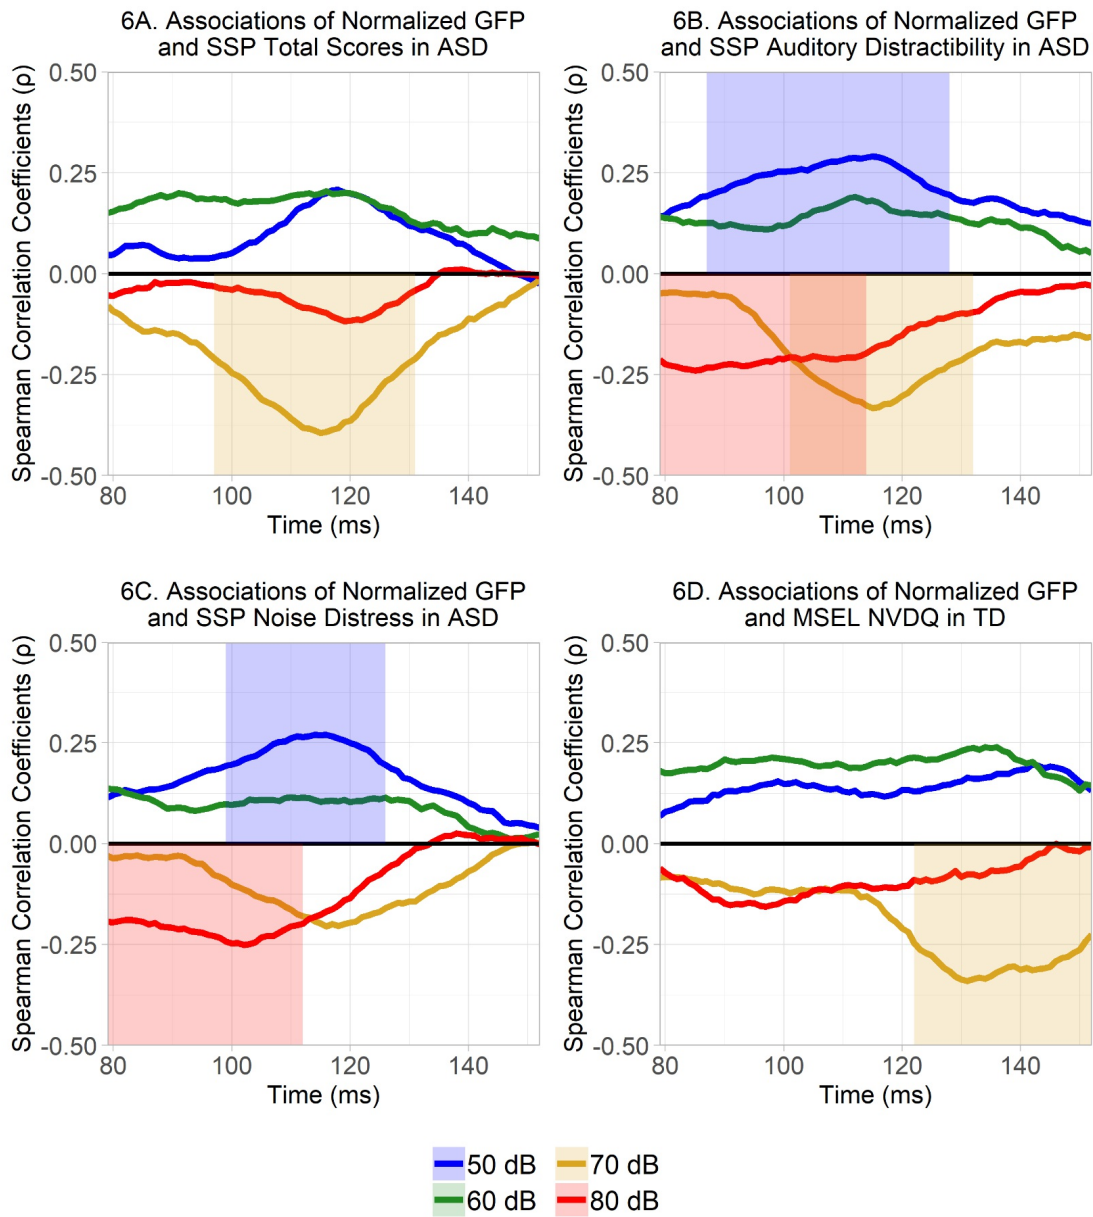 6A. Associations of Normalized GFP
and SSP Total Scores in ASD
Spearman Correlation Coefficients (ρ)
0.50
0.25
0.00
-0.25
-0.50
80 100 120 140
Time (ms)
6B. Associations of Normalized GFP
and SSP Auditory Distractibility in ASD
Spearman Correlation Coefficients (ρ)
0.50
0.25
0.00
-0.25
-0.50
80 100 120 140
Time (ms)
6C. Associations of Normalized GFP
and SSP Noise Distress in ASD
Spearman Correlation Coefficients (ρ)
0.50
0.25
0.00
-0.25
-0.50
80 100 120 140
Time (ms)
6D. Associations of Normalized GFP
and MSEL NVDQ in TD
Spearman Correlation Coefficients (ρ)
0.50
0.25
0.00
-0.25
-0.50
80 100 120 140
Time (ms)
50 dB 70 dB
60 dB 80 dB